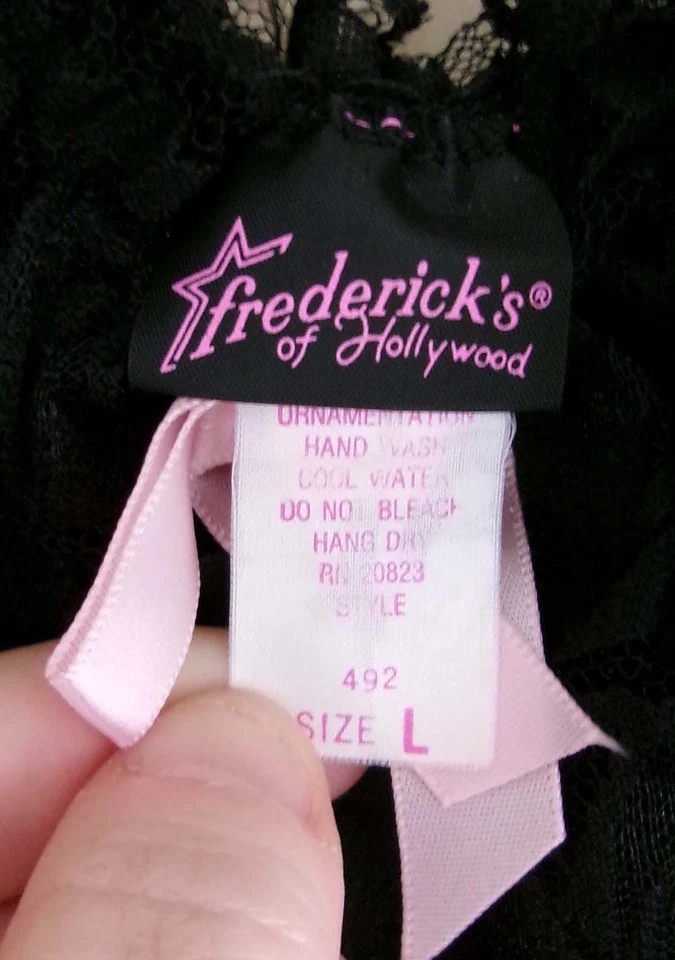 frederick's®
of Hollywood
ORNAMENTATION
HAND WASH
COOL WATER
DO NOT BLEACH
HANG DRY
RN 20823
STYLE
492
SIZE L